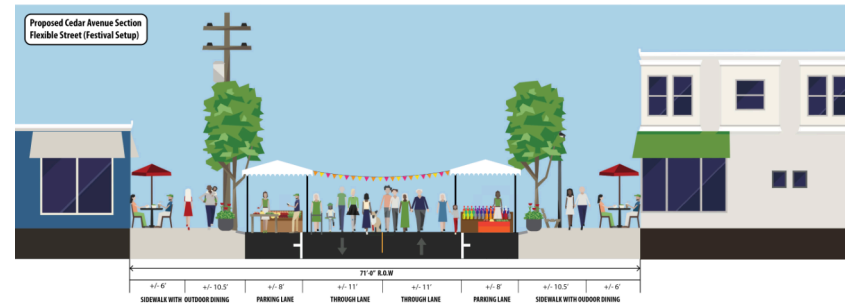 Proposed Cedar Avenue Section
Flexible Street (Festival Setup)
71'-0" R.O.W
+/- 6' +/- 10.5' +/- 8' +/- 11' +/- 11' +/- 8' +/- 10.5' +/- 6'
SIDEWALK WITH OUTDOOR DINING PARKING LANE THROUGH LANE THROUGH LANE PARKING LANE SIDEWALK WITH OUDOOR DINING